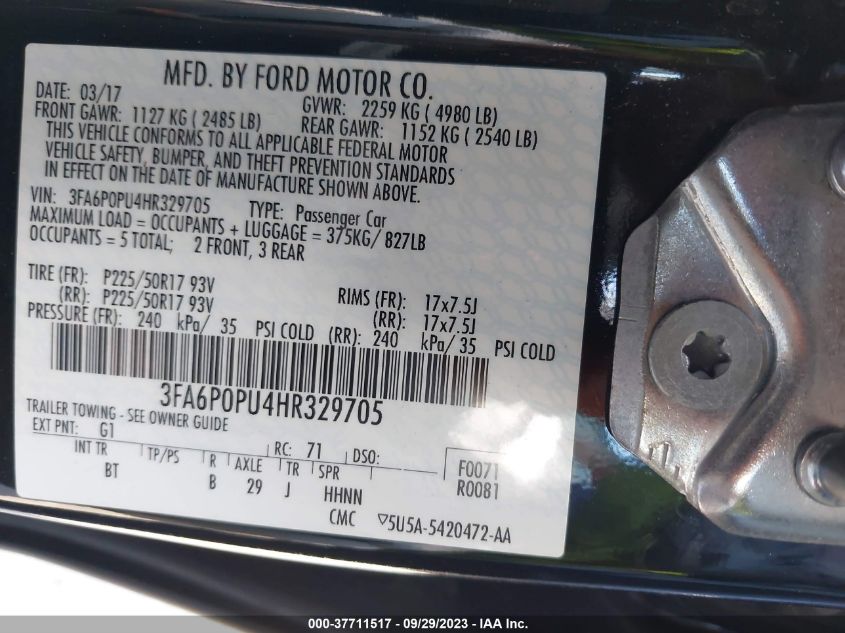 MFD. BY FORD MOTOR CO.
DATE: 03/17 GVWR: 2259 KG ( 4980 LB)
FRONT GAWR: 1127 KG ( 2485 LB) REAR GAWR: 1152 KG ( 2540 LB)
THIS VEHICLE CONFORMS TO ALL APPLICABLE FEDERAL MOTOR
VEHICLE SAFETY, BUMPER, AND THEFT PREVENTION STANDARDS
IN EFFECT ON THE DATE OF MANUFACTURE SHOWN ABOVE.
VIN: 3FA6P0PU4HR329705 TYPE: Passenger Car
MAXIMUM LOAD = OCCUPANTS + LUGGAGE = 375KG/ 827LB
OCCUPANTS = 5 TOTAL; 2 FRONT, 3 REAR
TIRE (FR): P225/50R17 93V RIMS (FR): 17x7.5J
(RR): P225/50R17 93V (RR): 17x7.5J
PRESSURE (FR): 240 kPa/ 35 PSI COLD (RR): 240 kPa/35 PSI COLD
3FA6P0PU4HR329705
TRAILER TOWING - SEE OWNER GUIDE
EXT PNT: G1 RC: 71 DSO: F0071
INT TR TP/PS R AXLE TR SPR R0081
BT B 29 J HHNN
CMC ▽5U5A-5420472-AA
000-37711517 - 09/29/2023 - IAA Inc.